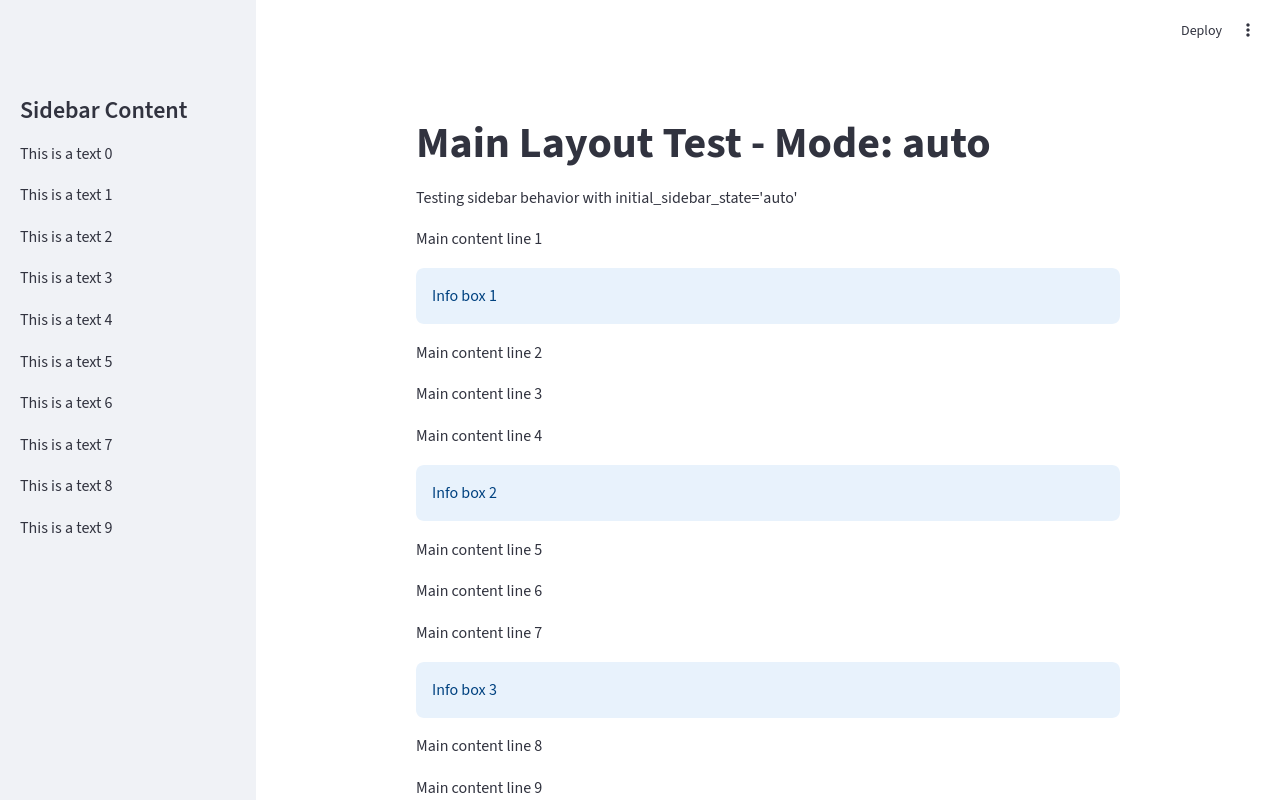 Deploy
Sidebar Content
This is a text 0
This is a text 1
This is a text 2
This is a text 3
This is a text 4
This is a text 5
This is a text 6
This is a text 7
This is a text 8
This is a text 9
Main Layout Test - Mode: auto
Testing sidebar behavior with initial_sidebar_state='auto'
Main content line 1
Info box 1
Main content line 2
Main content line 3
Main content line 4
Info box 2
Main content line 5
Main content line 6
Main content line 7
Info box 3
Main content line 8
Main content line 9